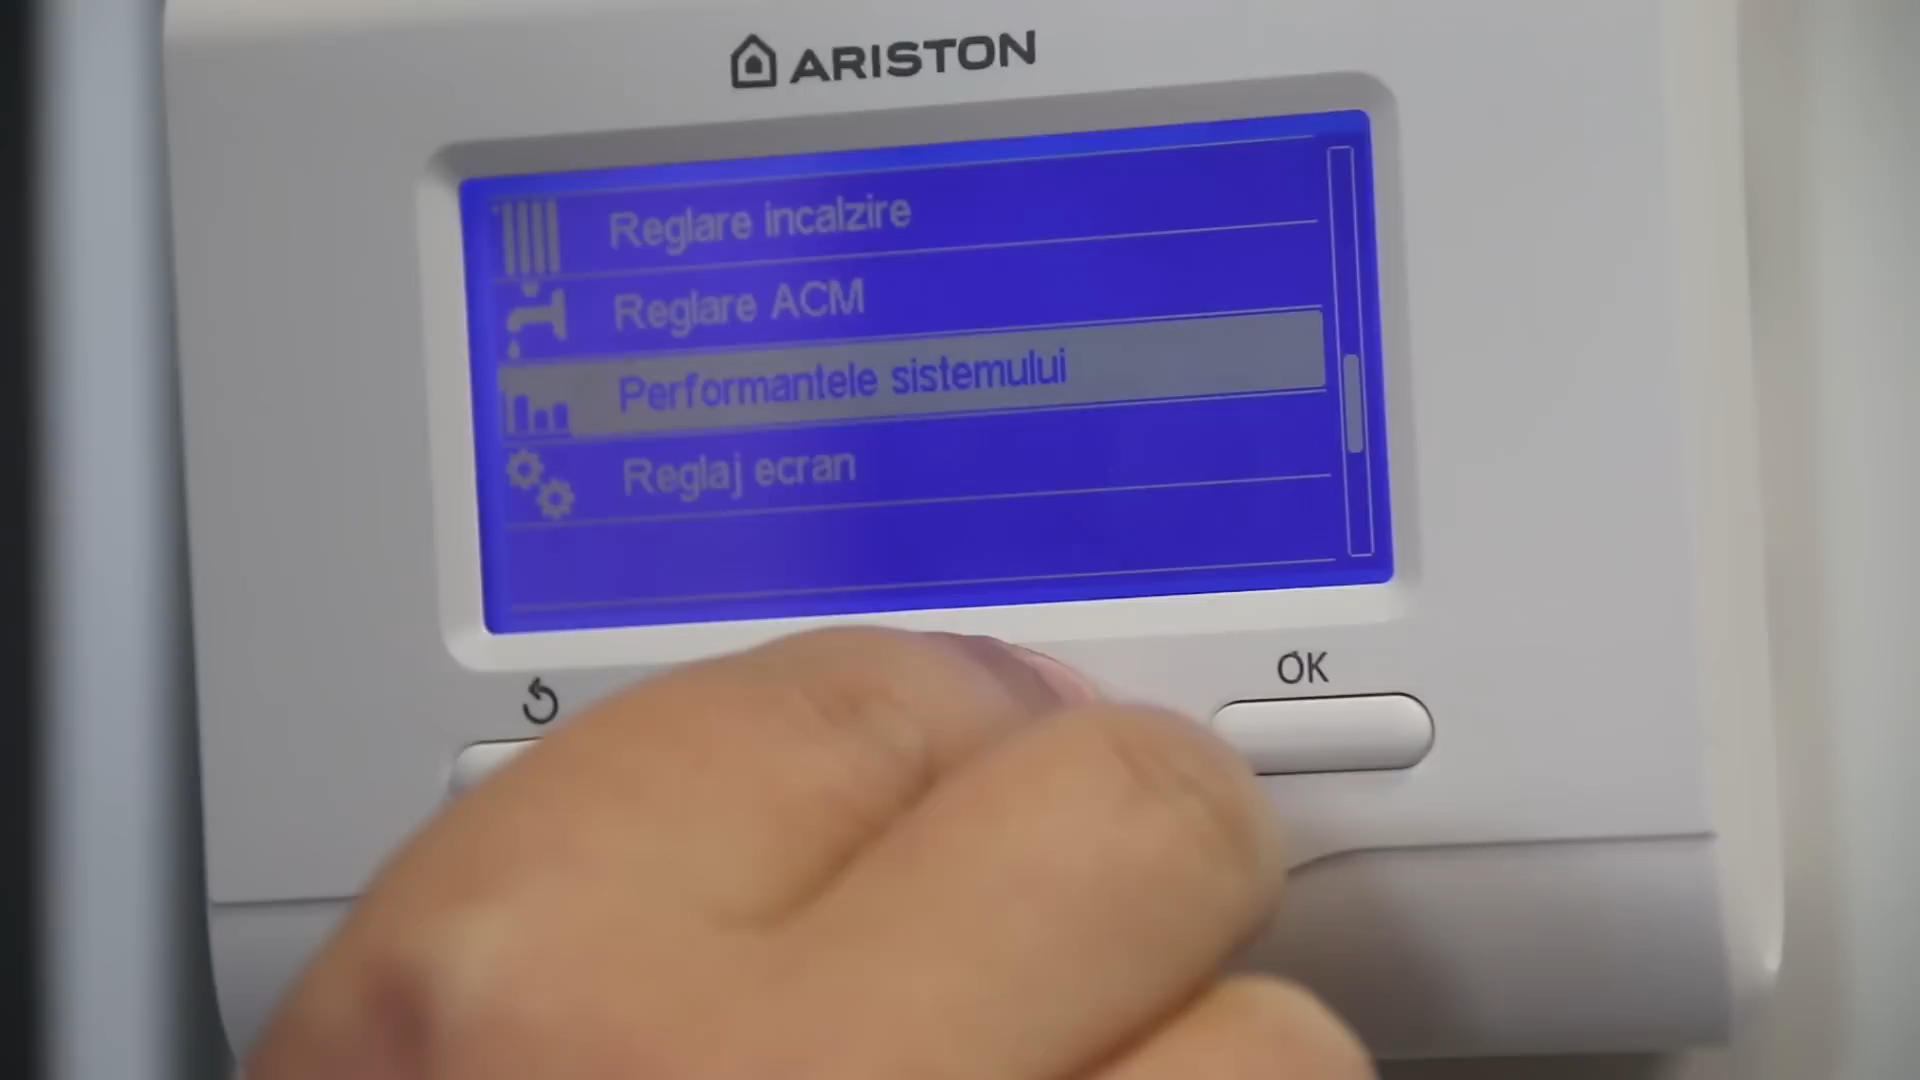 ARISTON
Reglare incalzire
Reglare ACM
Performantele sistemului
Reglaj ecran
OK